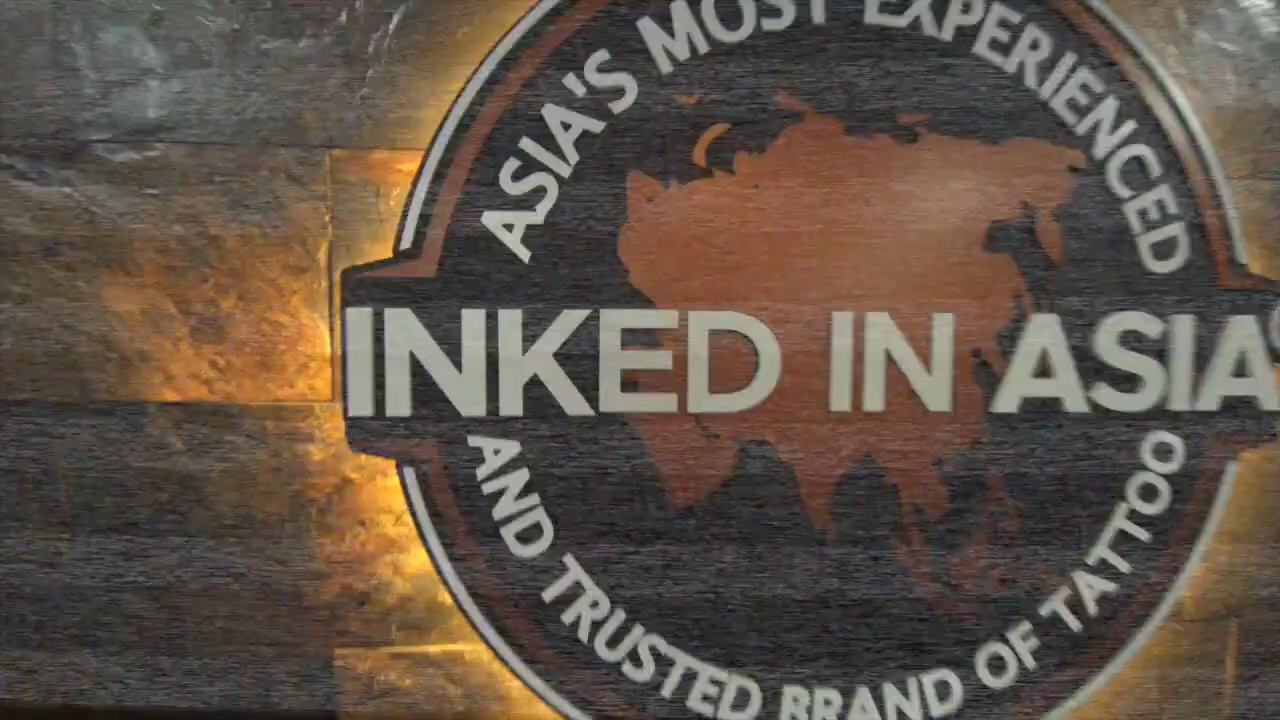 ASIA'S MOST EXPERIENCED
INKED IN ASIA
AND TRUSTED BRAND OF TATTOO